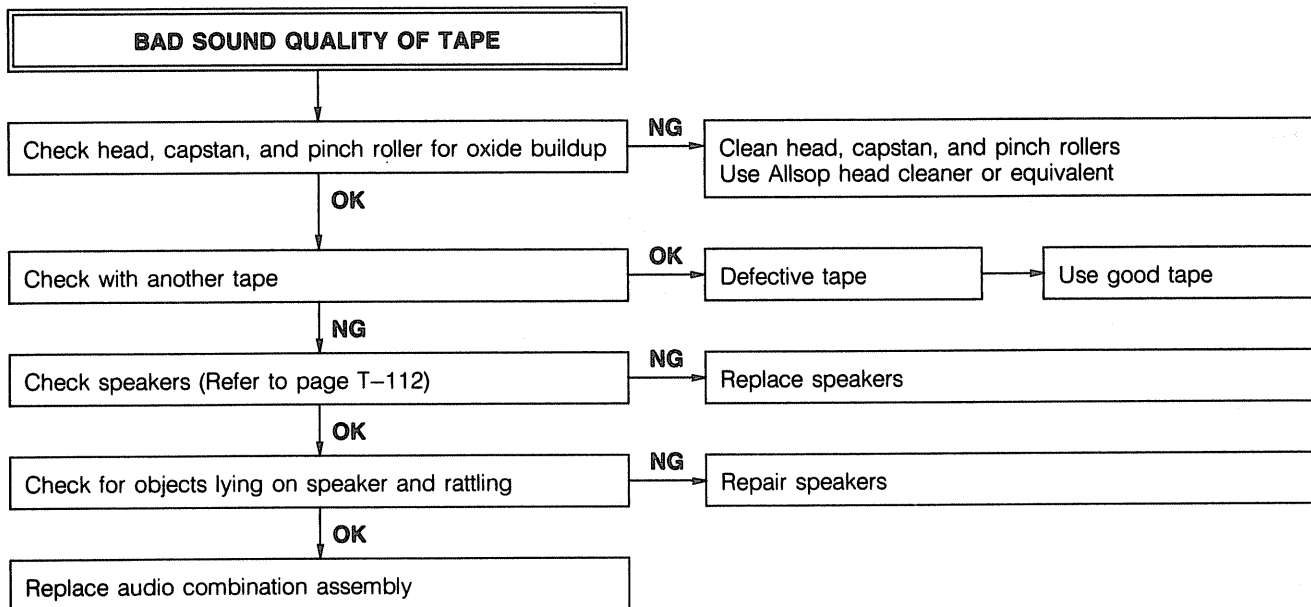 BAD SOUND QUALITY OF TAPE
NG
Check head, capstan, and pinch roller for oxide buildup
Clean head, capstan, and pinch rollers
Use Allsop head cleaner or equivalent
OK
OK
Check with another tape
Defective tape
Use good tape
NG
NG
Check speakers (Refer to page T–112)
Replace speakers
OK
NG
Check for objects lying on speaker and rattling
Repair speakers
OK
Replace audio combination assembly